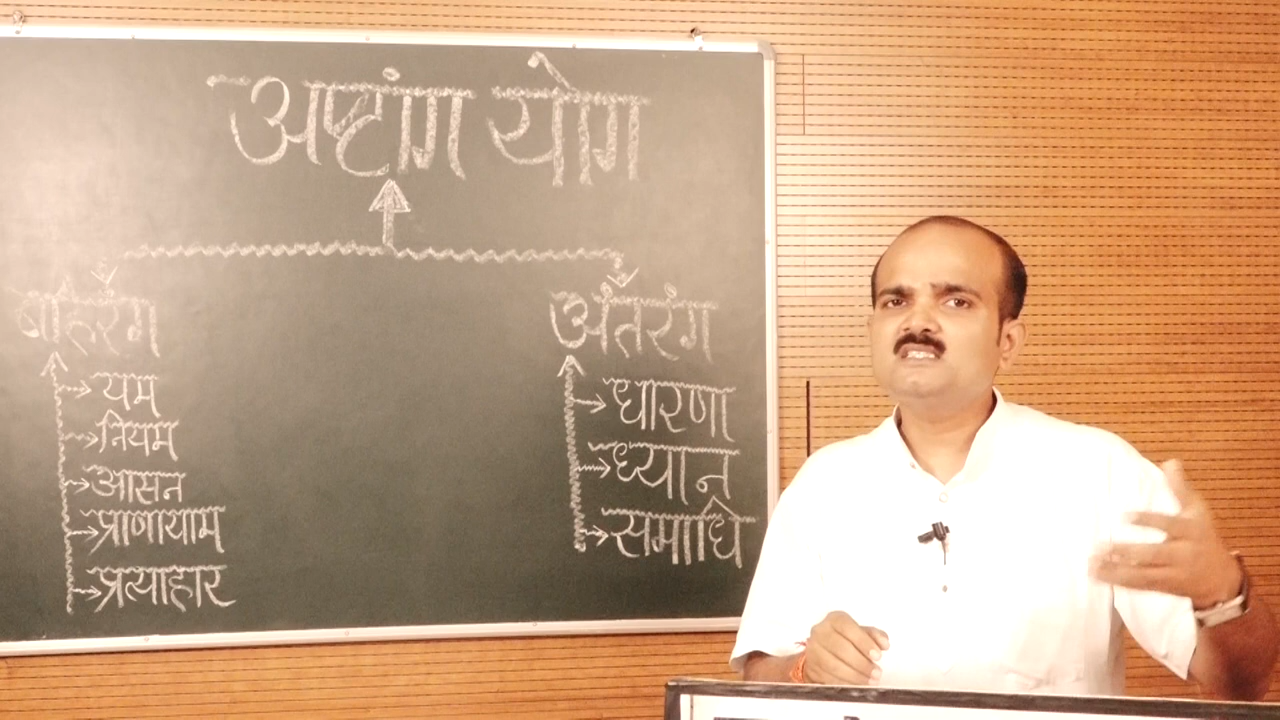 अष्टांग योग
बहिरंग
यम
नियम
आसन
प्राणायाम
प्रत्याहार
अंतरंग
धारणा
ध्यान
समाधि